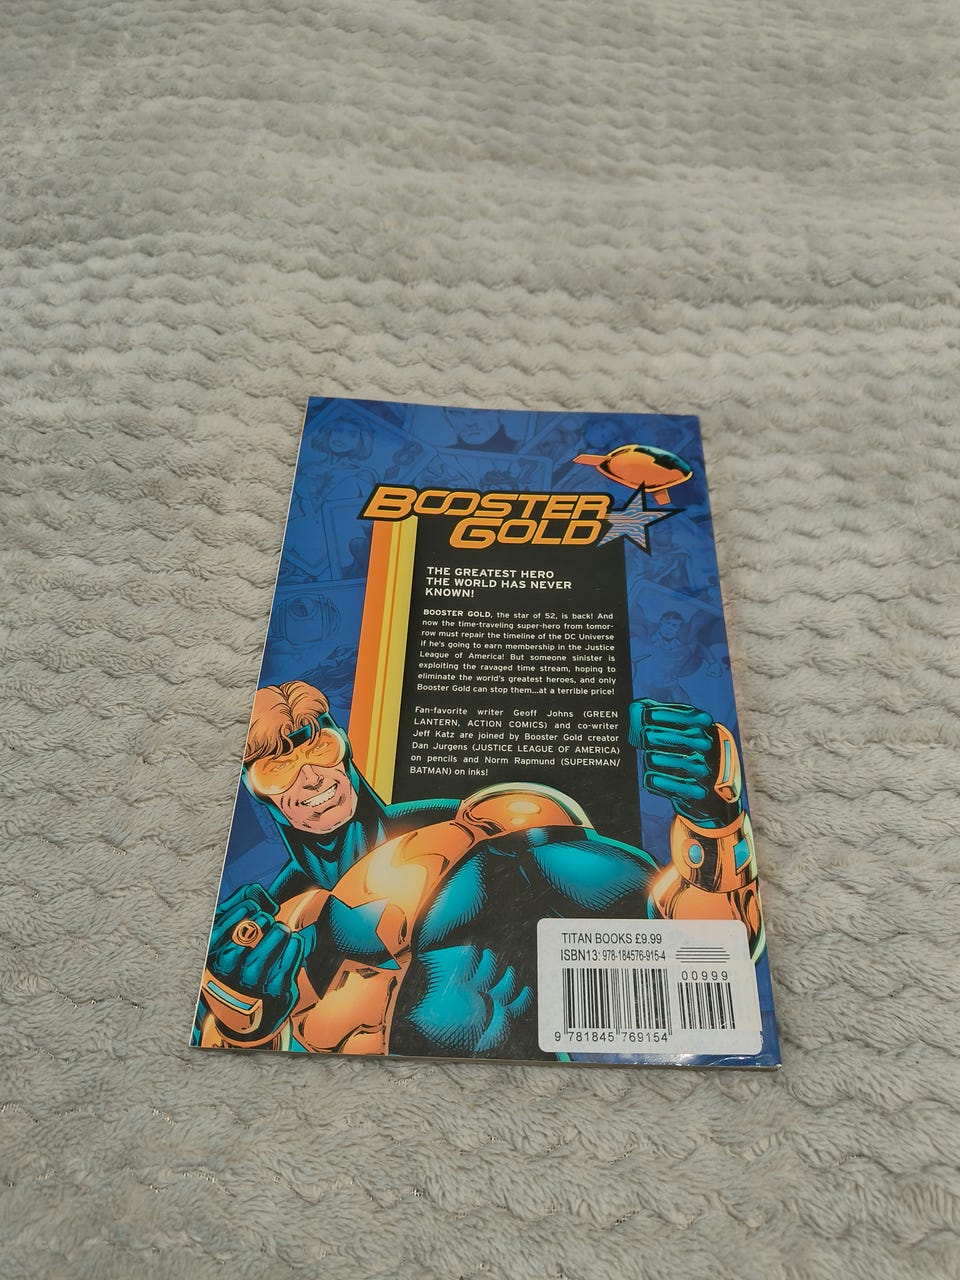 BOOSTER
GOLD
THE GREATEST HERO
THE WORLD HAS NEVER
KNOWN!
BOOSTER GOLD, the star of 52, is back! And
now the time-traveling super-hero from tomor-
row must repair the timeline of the DC Universe
if he's going to earn membership in the Justice
League of America! But someone sinister is
exploiting the ravaged time stream, hoping to
eliminate the world's greatest heroes, and only
Booster Gold can stop them...at a terrible price!
Fan-favorite writer Geoff Johns (GREEN
LANTERN, ACTION COMICS) and co-writer
Jeff Katz are joined by Booster Gold creator
Dan Jurgens (JUSTICE LEAGUE OF AMERICA)
on pencils and Norm Rapmund (SUPERMAN/
BATMAN) on inks!
TITAN BOOKS £9.99
ISBN13: 978-184576-915-4
00999
9 781845 769154